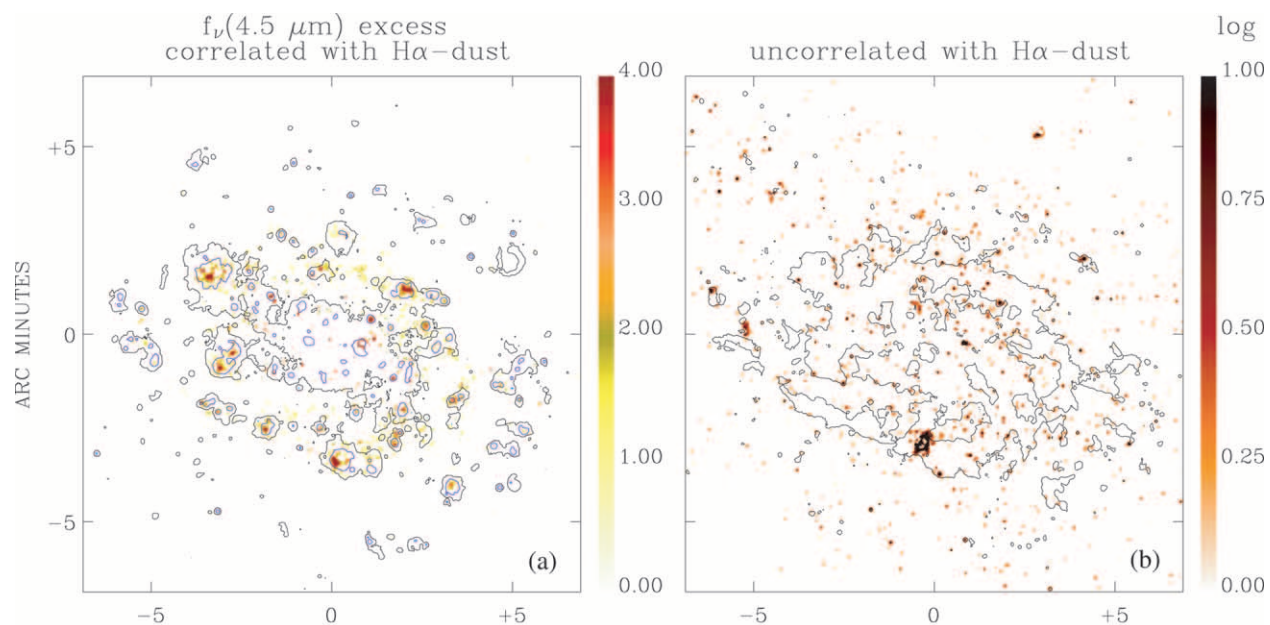 f_ν(4.5 μm) excess
correlated with Hα−dust
uncorrelated with Hα−dust
log
4.00
3.00
2.00
1.00
0.00
1.00
0.75
0.50
0.25
0.00
ARC MINUTES
+5
0
−5
(a)
(b)
−5
0
+5
−5
0
+5